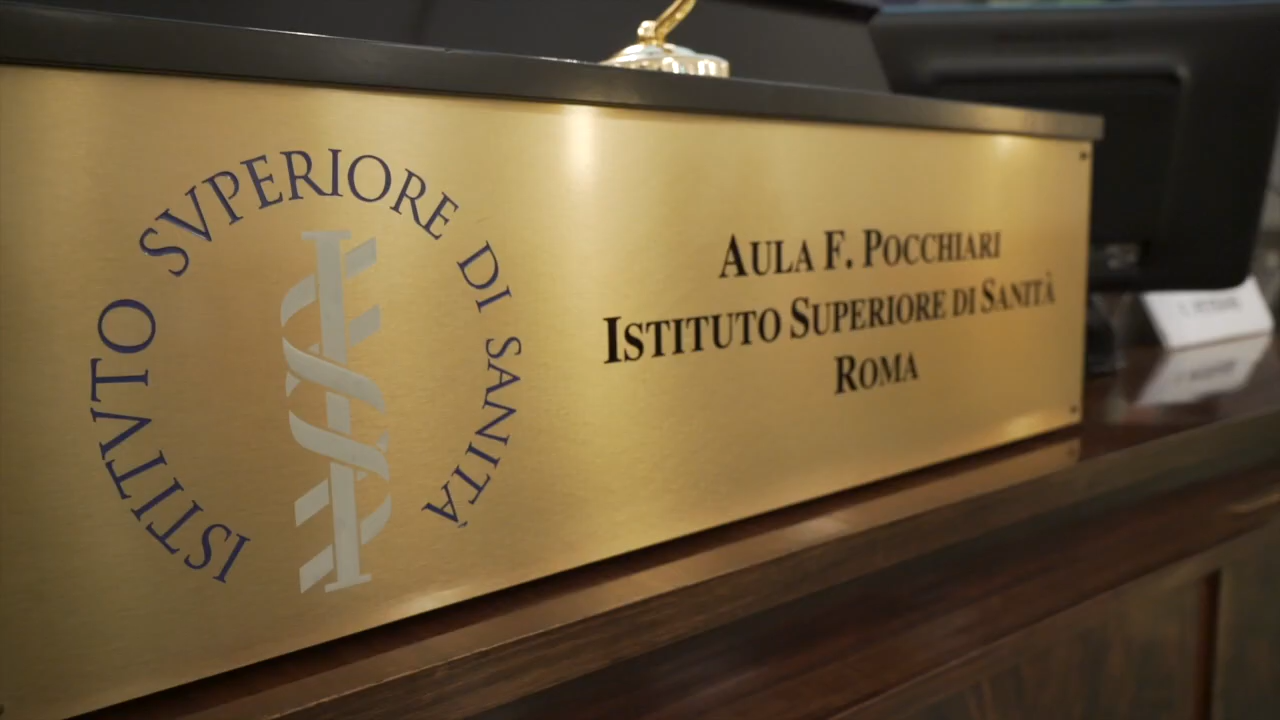 ISTITVTO SVPERIORE DI SANITÀ
AULA F. POCCHIARI
ISTITUTO SUPERIORE DI SANITÀ
ROMA